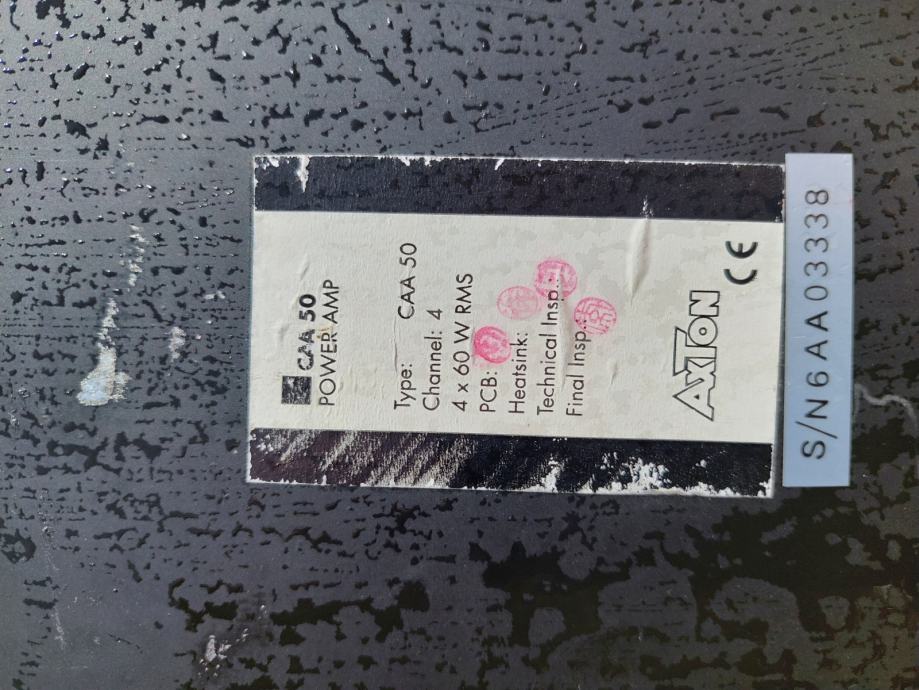 CAA 50
POWER AMP
Type: CAA 50
Channel: 4
4 x 60 W RMS
PCB:
Heatsink:
Technical Insp.:
Final Insp.:
AXTON
CE
S/N6AA03338